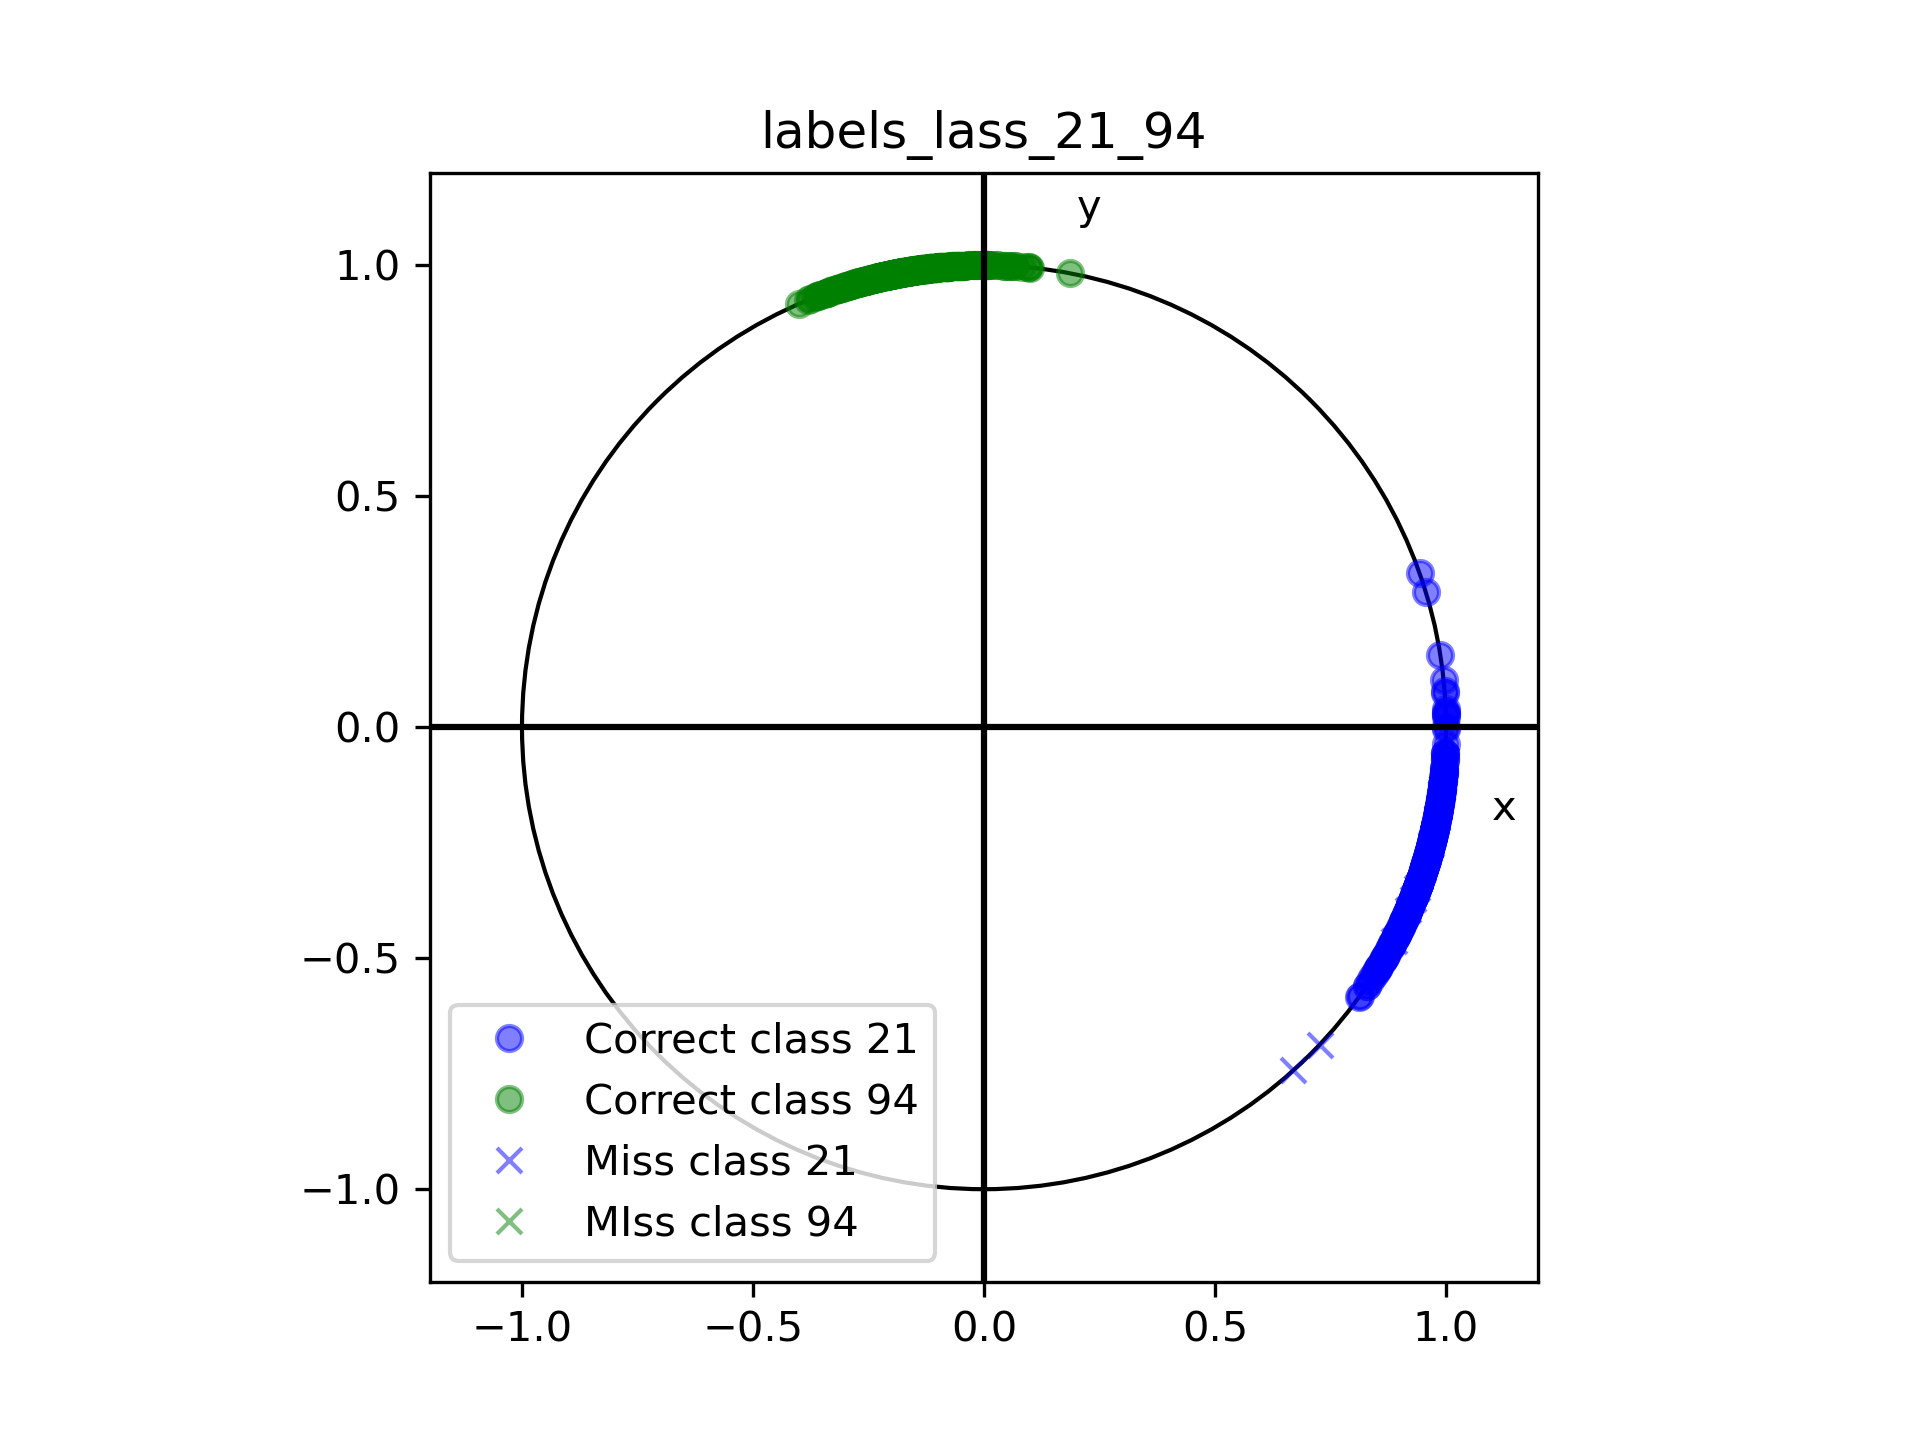 labels_lass_21_94
y
1.0
0.5
0.0
x
−0.5
−1.0
Correct class 21
Correct class 94
Miss class 21
MIss class 94
−1.0 −0.5 0.0 0.5 1.0